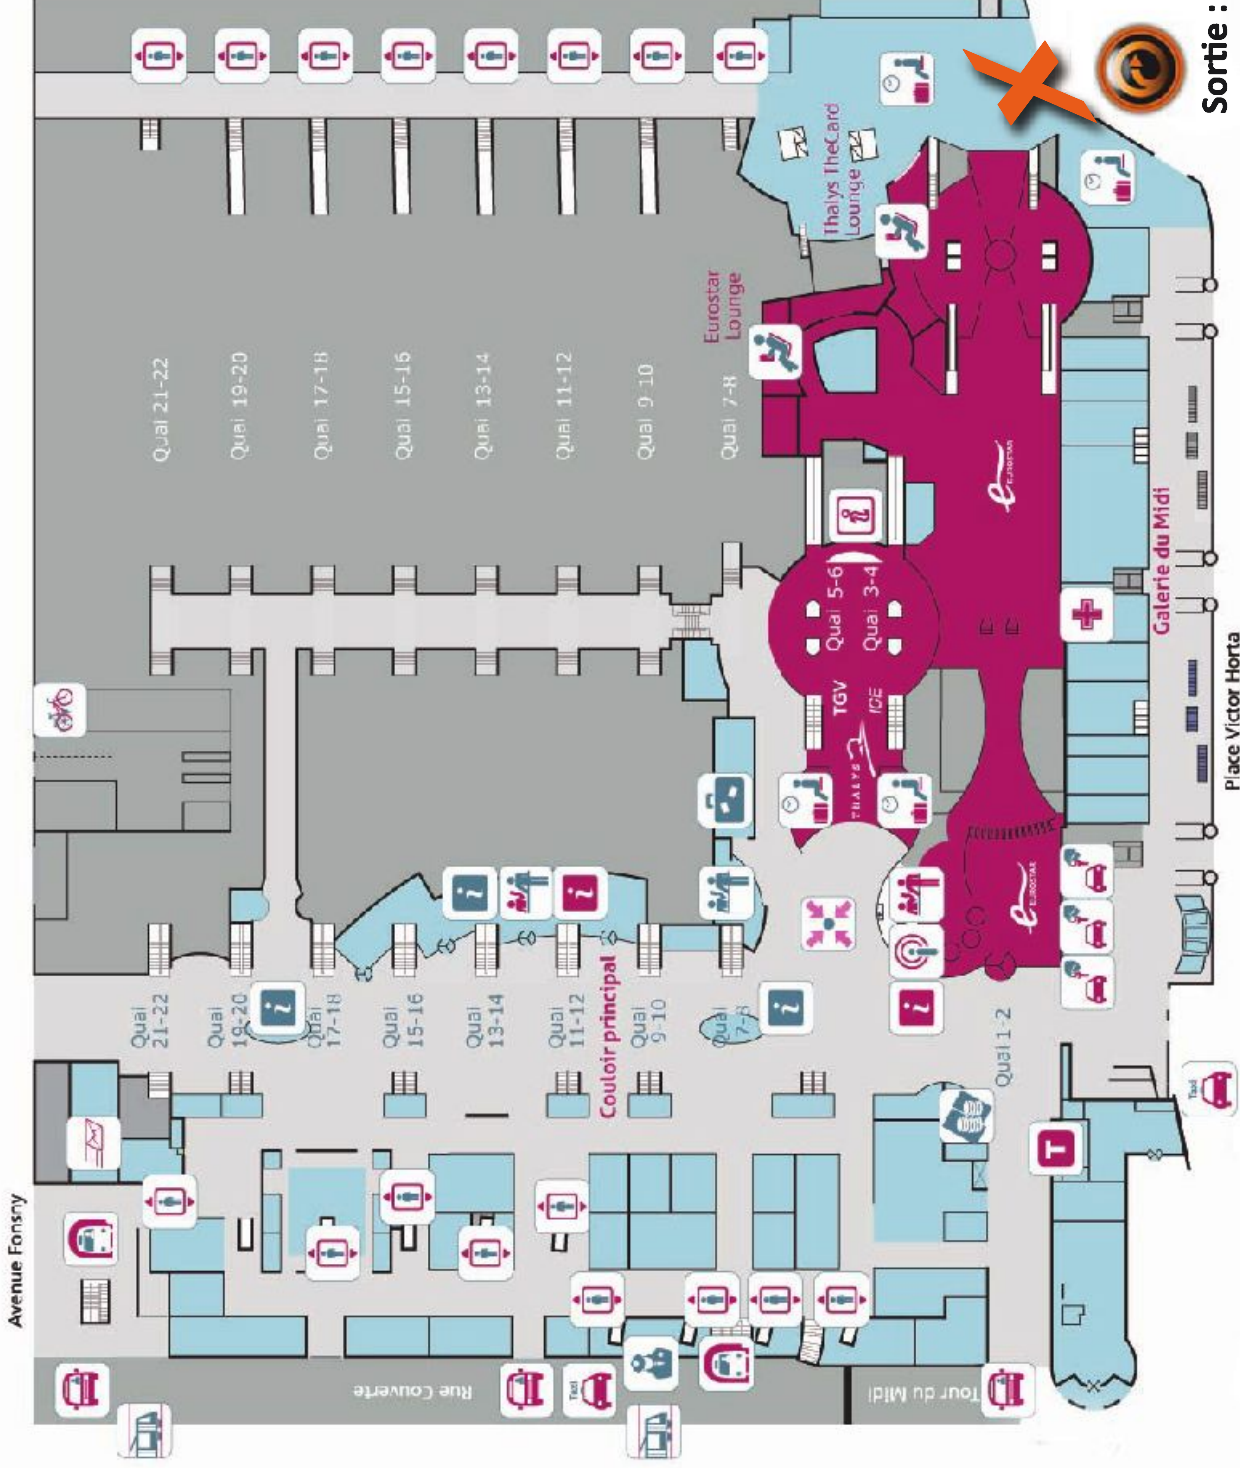 Sortie :
Thalys TheCard
Lounge
Eurostar
Lounge
Quai 21-22
Quai 19-20
Quai 17-18
Quai 15-16
Quai 13-14
Quai 11-12
Quai 9-10
Quai 7-8
EUROSTAR
Galerie du Midi
Quai 5-6
Quai 3-4
TGV
ICE
THALYS
Place Victor Horta
EUROSTAR
Quai
21-22
Quai
19-20
Quai
17-18
Quai
15-16
Quai
13-14
Quai
11-12
Quai
9-10
Quai
7-8
Quai 1-2
Couloir principal
Taxi
T
Avenue Fonsny
Rue Couverte
Taxi
Tour du Midi